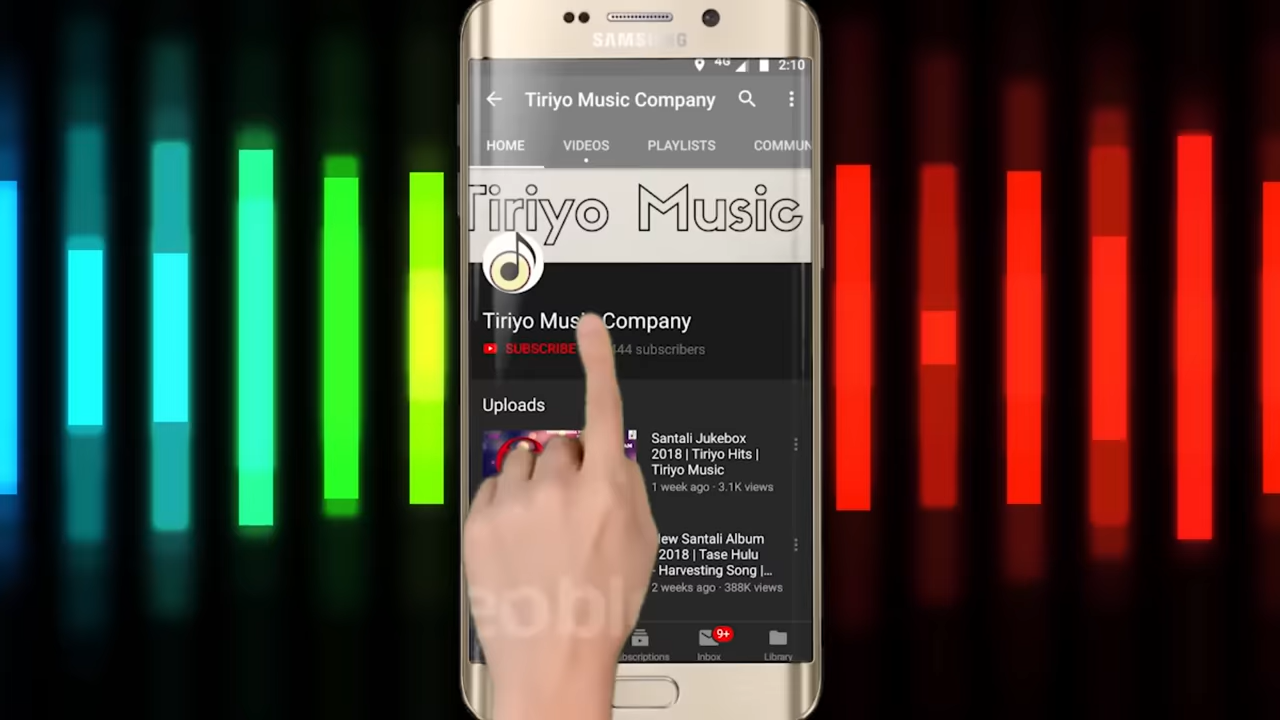 SAMSUNG
4G 2:10
Tiriyo Music Company
HOME VIDEOS PLAYLISTS COMMUN
Tiriyo Music
Tiriyo Music Company
SUBSCRIBE 444 subscribers
Uploads
Santali Jukebox
2018 | Tiriyo Hits |
Tiriyo Music
1 week ago · 3.1K views
New Santali Album
2018 | Tase Hulu
- Harvesting Song |...
2 weeks ago · 388K views
9+
Inbox Library